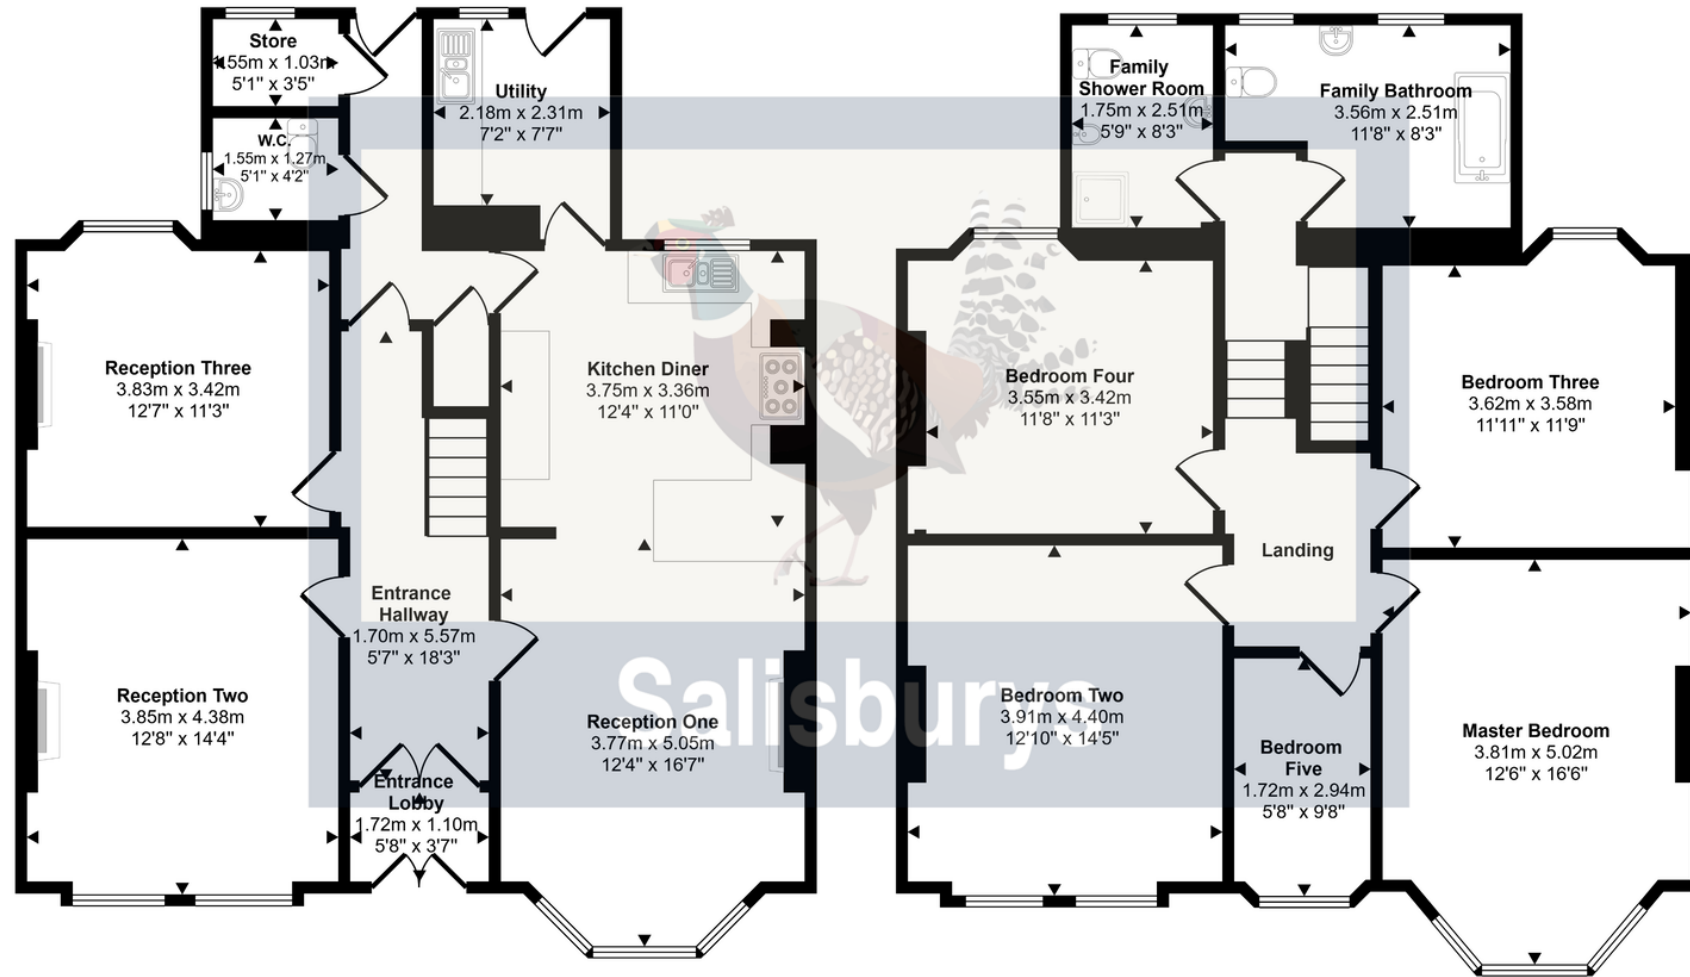 Store
1.55m x 1.03m
5'1" x 3'5"
W.C.
1.55m x 1.27m
5'1" x 4'2"
Utility
2.18m x 2.31m
7'2" x 7'7"
Reception Three
3.83m x 3.42m
12'7" x 11'3"
Kitchen Diner
3.75m x 3.36m
12'4" x 11'0"
Entrance
Hallway
1.70m x 5.57m
5'7" x 18'3"
Reception Two
3.85m x 4.38m
12'8" x 14'4"
Reception One
3.77m x 5.05m
12'4" x 16'7"
Entrance
Lobby
1.72m x 1.10m
5'8" x 3'7"
Family
Shower Room
1.75m x 2.51m
5'9" x 8'3"
Family Bathroom
3.56m x 2.51m
11'8" x 8'3"
Bedroom Four
3.55m x 3.42m
11'8" x 11'3"
Bedroom Three
3.62m x 3.58m
11'11" x 11'9"
Landing
Bedroom Two
3.91m x 4.40m
12'10" x 14'5"
Bedroom
Five
1.72m x 2.94m
5'8" x 9'8"
Master Bedroom
3.81m x 5.02m
12'6" x 16'6"
Salisburys